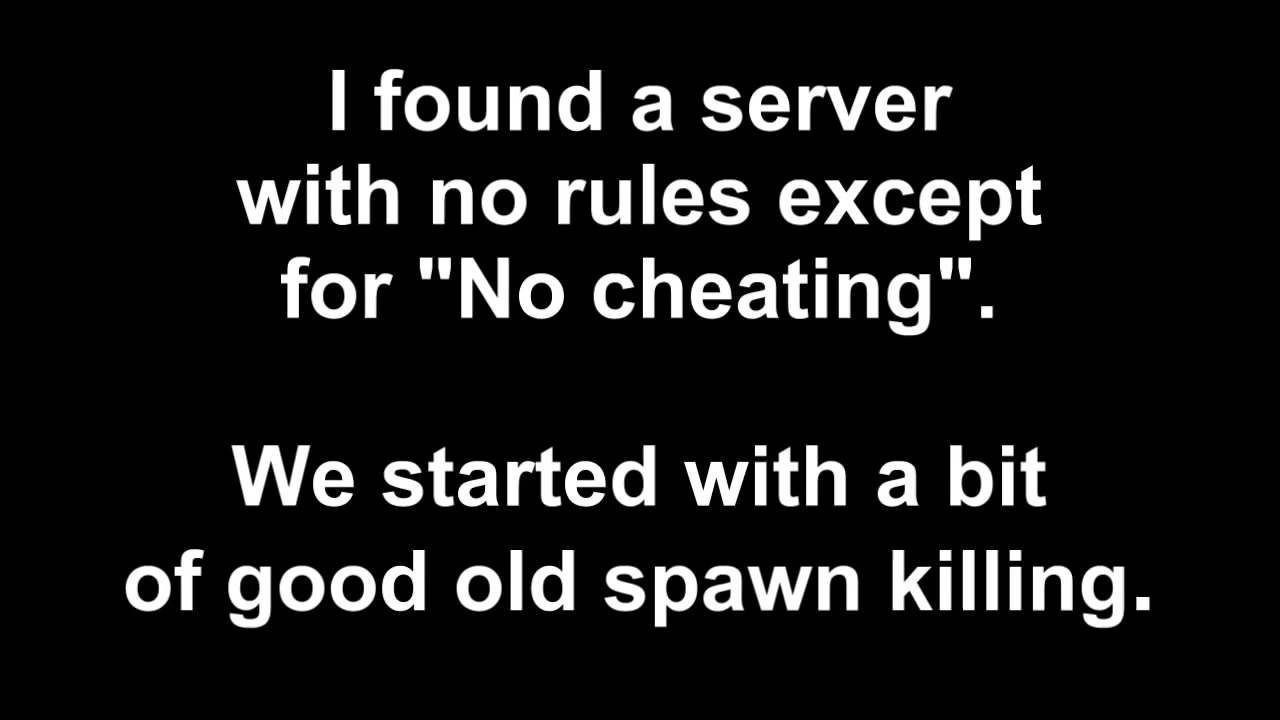 I found a server
with no rules except
for "No cheating".
We started with a bit
of good old spawn killing.